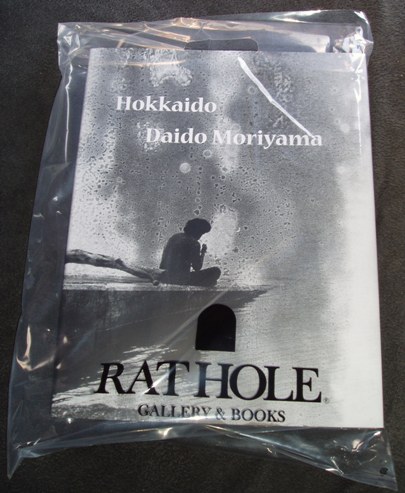 Hokkaido
Daido Moriyama
RAT HOLE®
GALLERY & BOOKS